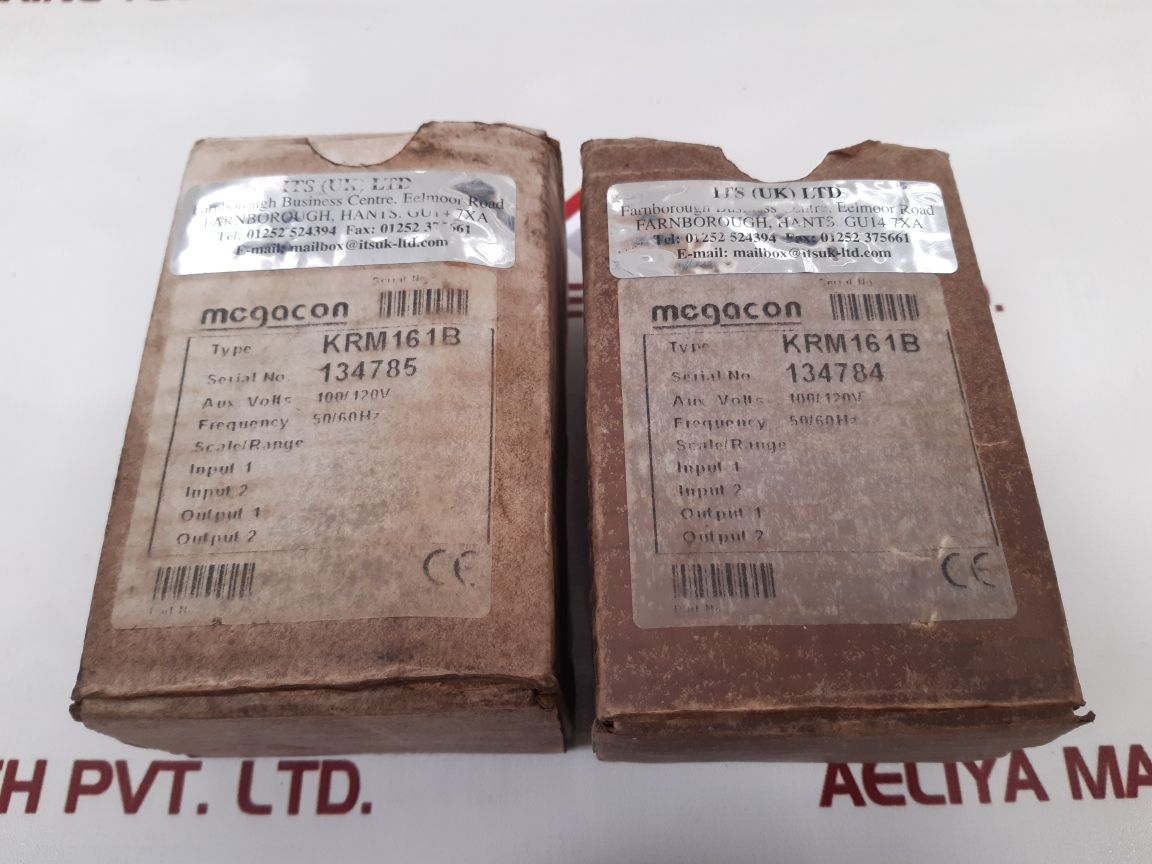 ITS (UK) LTD
Farnborough Business Centre, Eelmoor Road
FARNBOROUGH, HANTS. GU14 7XA
Tel: 01252 524394 Fax: 01252 375661
E-mail: mailbox@itsuk-ltd.com
Serial No
megacon
Type KRM161B
Serial No 134785
Aux Volts 100/120V
Frequency 50/60Hz
Scale/Range
Input 1
Input 2
Output 1
Output 2
CE
Part No
ITS (UK) LTD
Farnborough Business Centre, Eelmoor Road
FARNBOROUGH, HANTS. GU14 7XA
Tel: 01252 524394 Fax: 01252 375661
E-mail: mailbox@itsuk-ltd.com
Serial No
megacon
Type KRM161B
Serial No 134784
Aux Volts 100/120V
Frequency 50/60Hz
Scale/Range
Input 1
Input 2
Output 1
Output 2
CE
Part No
TH PVT. LTD.
AELIYA MA